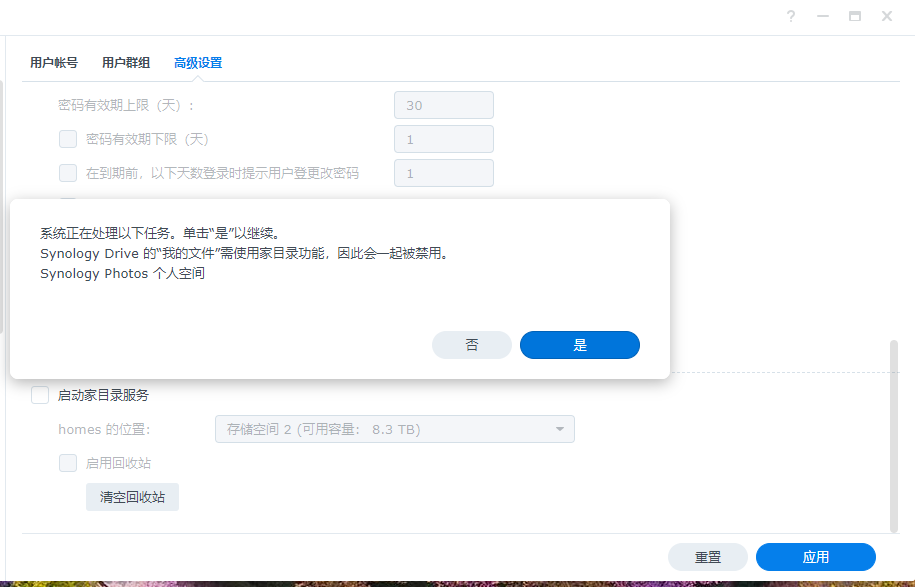 ?
用户帐号 用户群组 高级设置
密码有效期上限（天）: 30
密码有效期下限（天） 1
在到期前，以下天数登录时提示用户登更改密码 1
系统正在处理以下任务。单击“是”以继续。
Synology Drive 的“我的文件”需使用家目录功能，因此会一起被禁用。
Synology Photos 个人空间
否 是
启动家目录服务
homes 的位置: 存储空间 2 (可用容量： 8.3 TB)
启用回收站
清空回收站
重置 应用